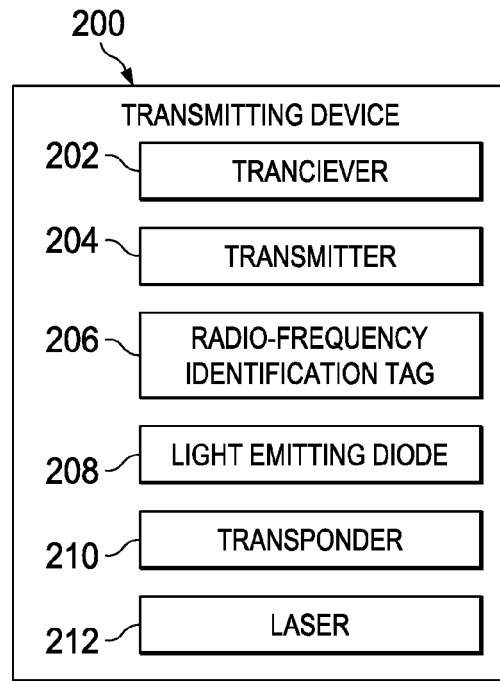 200
TRANSMITTING DEVICE
202
TRANCIEVER
204
TRANSMITTER
206
RADIO-FREQUENCY
IDENTIFICATION TAG
208
LIGHT EMITTING DIODE
210
TRANSPONDER
212
LASER